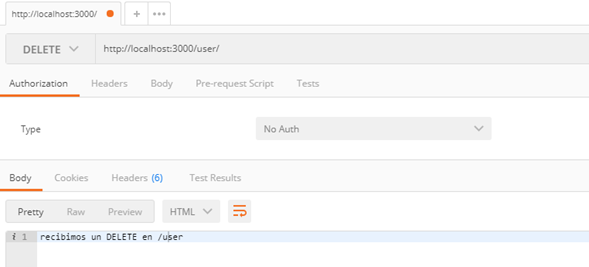 http://localhost:3000/ + •••
DELETE http://localhost:3000/user/
Authorization Headers Body Pre-request Script Tests
Type No Auth
Body Cookies Headers (6) Test Results
Pretty Raw Preview HTML
i 1 recibimos un DELETE en /user